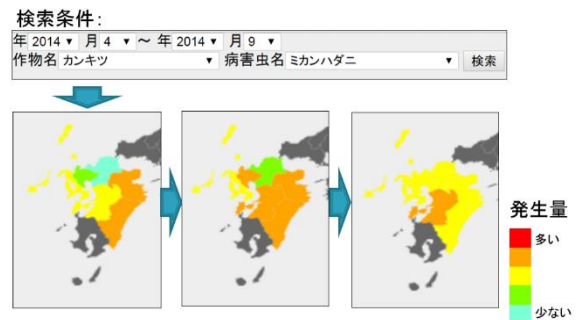 検索条件:
年 2014 ▼ 月 4 ▼ ～ 年 2014 ▼ 月 9 ▼
作物名 カンキツ ▼ 病害虫名 ミカンハダニ ▼ 検索
発生量
多い
少ない